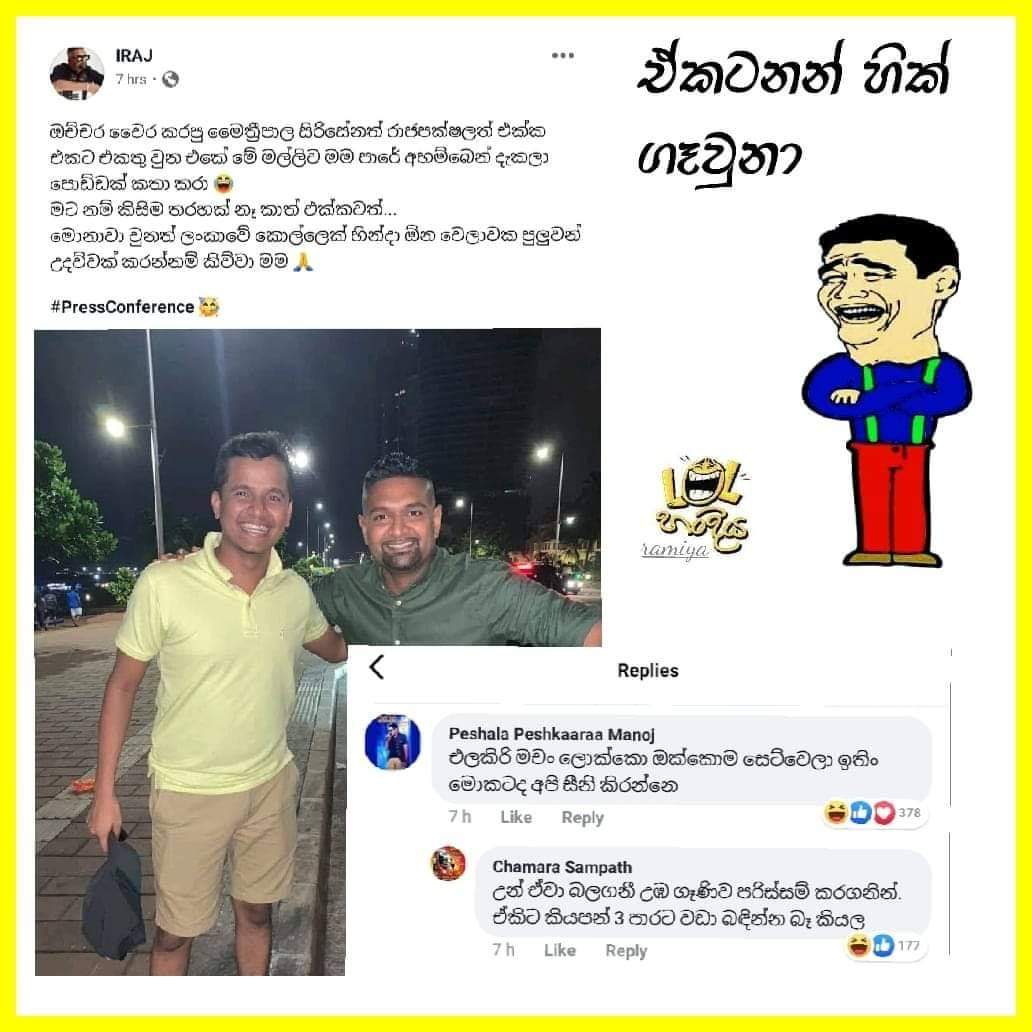 IRAJ
7 hrs
ඔච්චර වෛර කරපු මෛත්‍රීපාල සිරිසේනත් රාජපක්ෂලත් එක්ක
එකට එකතු වුන එකේ මේ මල්ලිව මම පාරේ අහම්බෙන් දැකලා
පොඩ්ඩක් කතා කරා 😂
මට නම් කිසිම තරහක් නෑ කාත් එක්කවත්...
මොනාවා වුනත් ලංකාවේ කොල්ලෙක් හින්දා ඕන වෙලාවක පුලුවන්
උදව්වක් කරන්නම් කිව්වා මම 🙏
#PressConference 🥳
ඒකටනන් හික්
ගෑවුනා
LOL
හංදිය
ramiya
Replies
Peshala Peshkaaraa Manoj
එලකිරි මචං ලොක්කො ඔක්කොම සෙට්වෙලා ඉතිං
මොකටද අපි සීනි කිරන්නෙ
7 h Like Reply 378
Chamara Sampath
උන් ඒවා බලගනී උඹ ගෑණිව පරිස්සම් කරගනින්.
ඒකිට කියපන් 3 පාරට වඩා බඳින්න බෑ කියල
7 h Like Reply 177